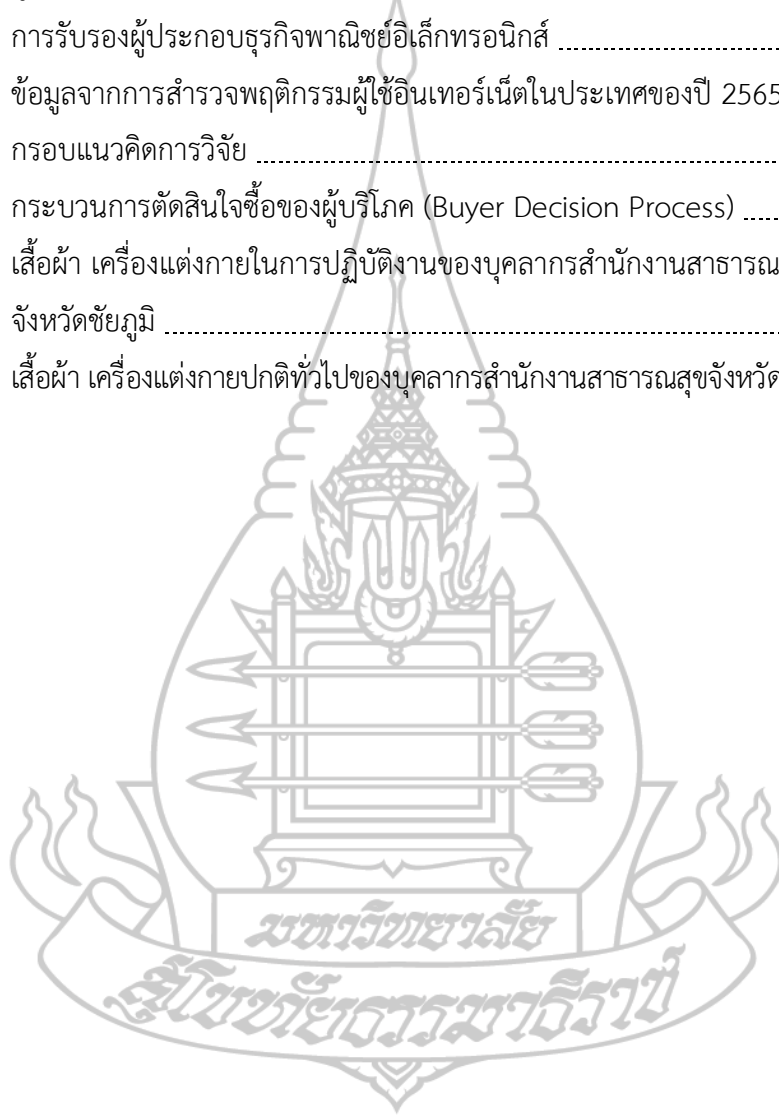 การรับรองผู้ประกอบธุรกิจพาณิชย์อิเล็กทรอนิกส์
ข้อมูลจากการสำรวจพฤติกรรมผู้ใช้อินเทอร์เน็ตในประเทศของปี 2565
กรอบแนวคิดการวิจัย
กระบวนการตัดสินใจซื้อของผู้บริโภค (Buyer Decision Process)
เสื้อผ้า เครื่องแต่งกายในการปฏิบัติงานของบุคลากรสำนักงานสาธารณ
จังหวัดชัยภูมิ
เสื้อผ้า เครื่องแต่งกายปกติทั่วไปของบุคลากรสำนักงานสาธารณสุขจังหวัด
มหาวิทยาลัย
สุโขทัยธรรมาธิราช